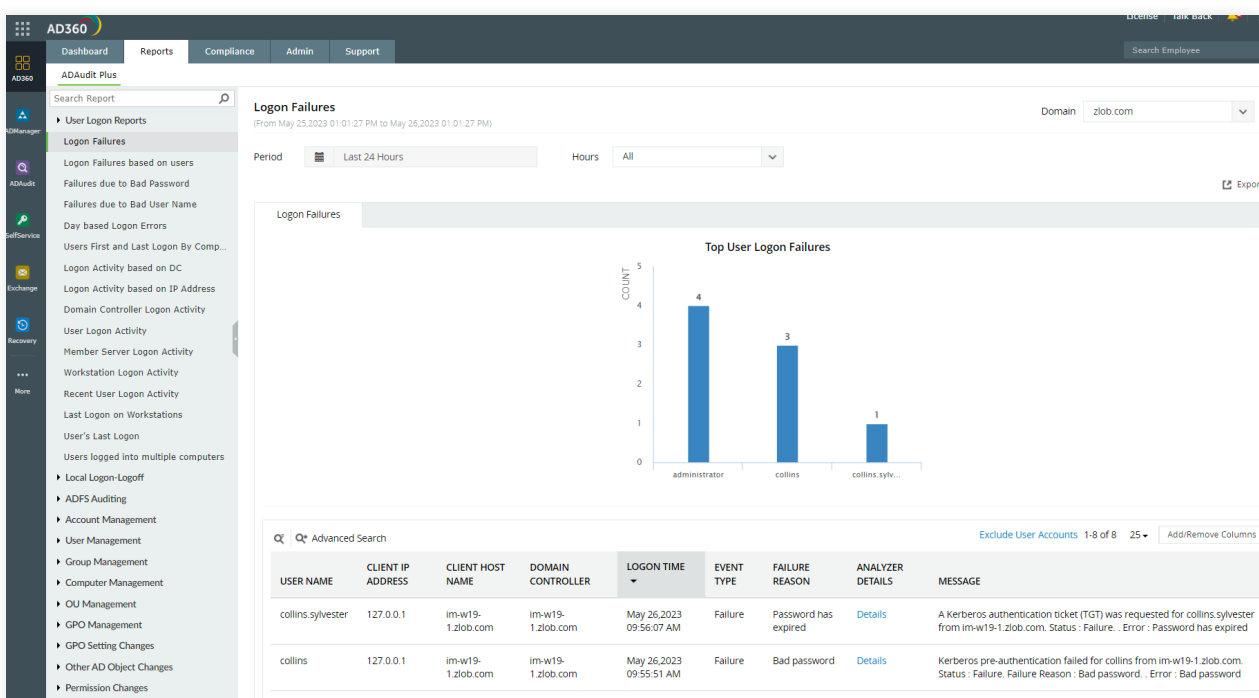 License Talk Back
AD360
Dashboard Reports Compliance Admin Support
Search Employee
AD360
ADAudit Plus
ADManager
ADAudit
SelfService
Exchange
Recovery
More
Search Report
User Logon Reports
Logon Failures
Logon Failures based on users
Failures due to Bad Password
Failures due to Bad User Name
Day based Logon Errors
Users First and Last Logon By Comp...
Logon Activity based on DC
Logon Activity based on IP Address
Domain Controller Logon Activity
User Logon Activity
Member Server Logon Activity
Workstation Logon Activity
Recent User Logon Activity
Last Logon on Workstations
User's Last Logon
Users logged into multiple computers
Local Logon-Logoff
ADFS Auditing
Account Management
User Management
Group Management
Computer Management
OU Management
GPO Management
GPO Setting Changes
Other AD Object Changes
Permission Changes
Logon Failures
(From May 25,2023 01:01:27 PM to May 26,2023 01:01:27 PM)
Domain zlob.com
Period Last 24 Hours Hours All
Expor
Logon Failures
Top User Logon Failures
COUNT
5
4
3
2
1
0
4
3
1
administrator collins collins.sylv...
Advanced Search
Exclude User Accounts 1-8 of 8 25 Add/Remove Columns
USER NAME CLIENT IP ADDRESS CLIENT HOST NAME DOMAIN CONTROLLER LOGON TIME EVENT TYPE FAILURE REASON ANALYZER DETAILS MESSAGE
collins.sylvester 127.0.0.1 im-w19- im-w19- May 26,2023 Failure Password has Details A Kerberos authentication ticket (TGT) was requested for collins.sylvester
1.zlob.com 1.zlob.com 09:56:07 AM expired from im-w19-1.zlob.com. Status : Failure. . Error : Password has expired
collins 127.0.0.1 im-w19- im-w19- May 26,2023 Failure Bad password Details Kerberos pre-authentication failed for collins from im-w19-1.zlob.com.
1.zlob.com 1.zlob.com 09:55:51 AM Status : Failure. Failure Reason : Bad password. . Error : Bad password